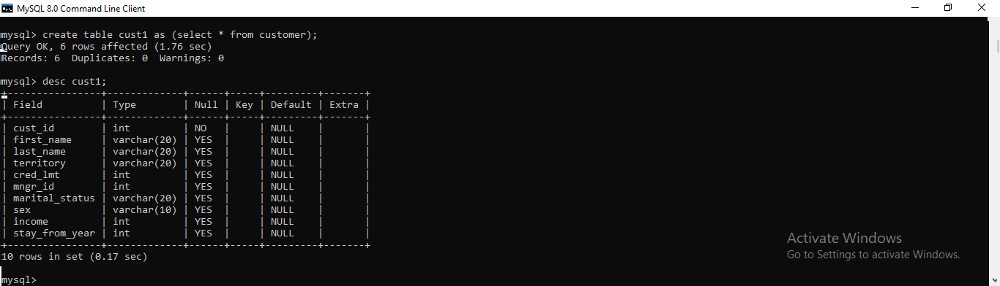 MySQL 8.0 Command Line Client
mysql> create table cust1 as (select * from customer);
Query OK, 6 rows affected (1.76 sec)
Records: 6  Duplicates: 0  Warnings: 0
mysql> desc cust1;
+----------------+-------------+------+-----+---------+-------+
| Field          | Type        | Null | Key | Default | Extra |
+----------------+-------------+------+-----+---------+-------+
| cust_id        | int         | NO   |     | NULL    |       |
| first_name     | varchar(20) | YES  |     | NULL    |       |
| last_name      | varchar(20) | YES  |     | NULL    |       |
| territory      | varchar(20) | YES  |     | NULL    |       |
| cred_lmt       | int         | YES  |     | NULL    |       |
| mngr_id        | int         | YES  |     | NULL    |       |
| marital_status | varchar(20) | YES  |     | NULL    |       |
| sex            | varchar(10) | YES  |     | NULL    |       |
| income         | int         | YES  |     | NULL    |       |
| stay_from_year | int         | YES  |     | NULL    |       |
+----------------+-------------+------+-----+---------+-------+
10 rows in set (0.17 sec)
mysql>
Activate Windows
Go to Settings to activate Windows.